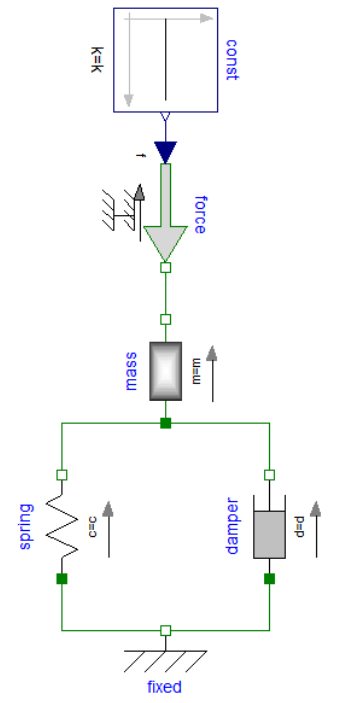 const
k=k
f
force
mass
m=m
spring
c=c
damper
d=d
fixed